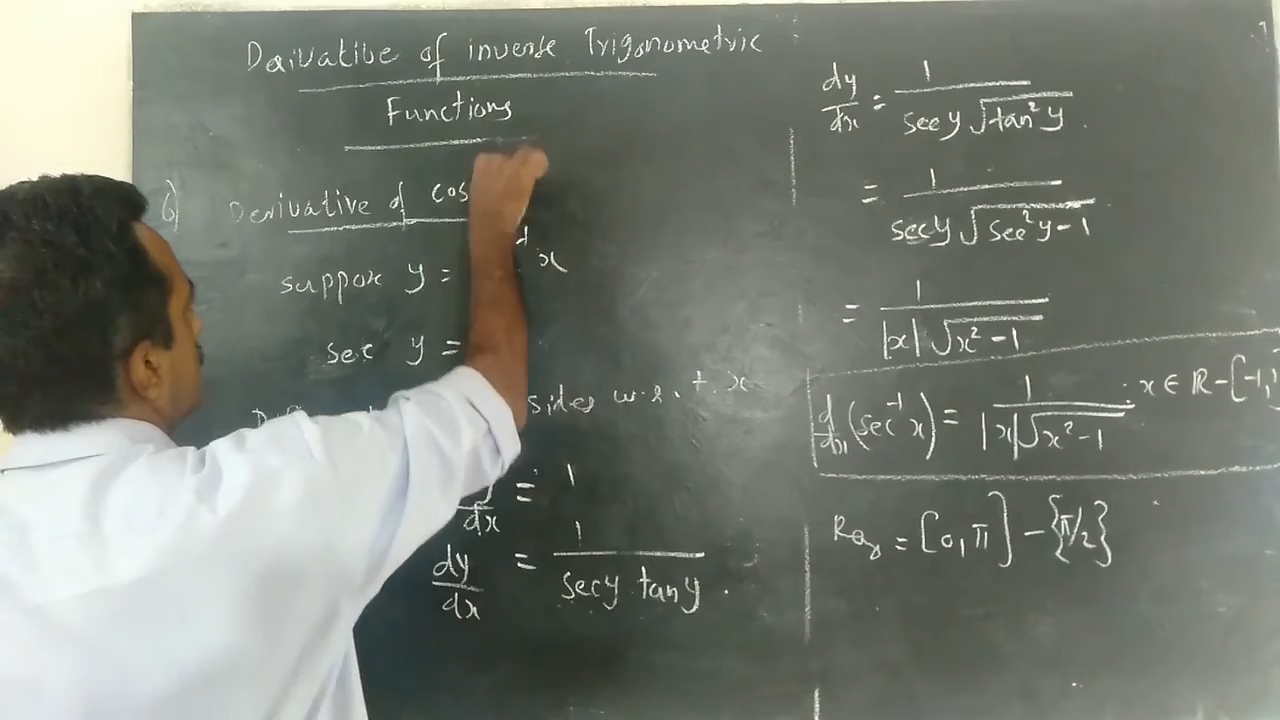 Derivative of inverse Trigonometric
Functions
6) Derivative of cos
suppose y = x
sec y =
sides w.r.t. x
dx = 1
dy/dx = 1/(secy tany) .
dy/dx = 1/(secy √(tan²y)) .
= 1/(secy √(sec²y-1))
= 1/(|x| √(x²-1))
d/dx (sec⁻¹x) = 1/(|x|√(x²-1)) : x ∈ R-[-1,1
= [0,π] - {π/2}